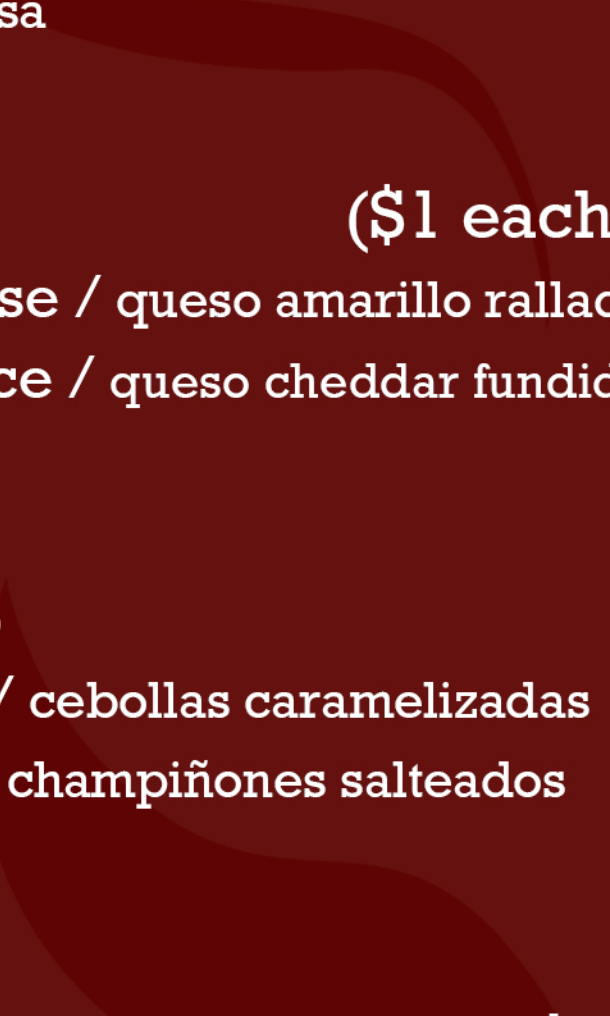 sa
($1 each
se / queso amarillo rallad
ce / queso cheddar fundid
/ cebollas caramelizadas
champiñones salteados